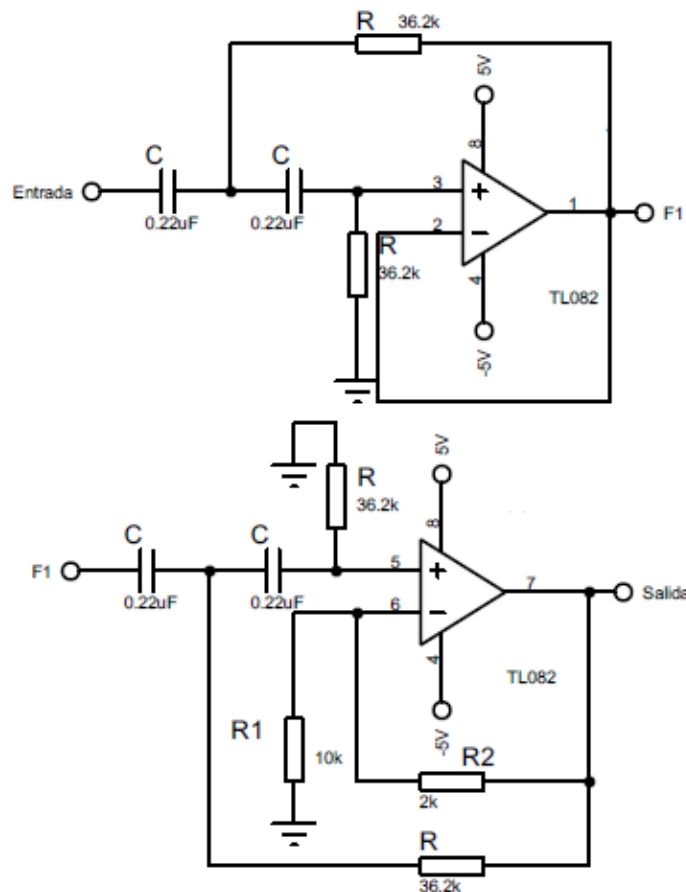 R 36.2k
5V
8
C C
Entrada 3 +
0.22uF 0.22uF 2 − 1 F1
R
36.2k
4 TL082
-5V
5V
R
36.2k
8
C C
F1 5 +
0.22uF 0.22uF 6 − 7 Salida
4 TL082
R1 -5V
10k R2
2k
R
36.2k